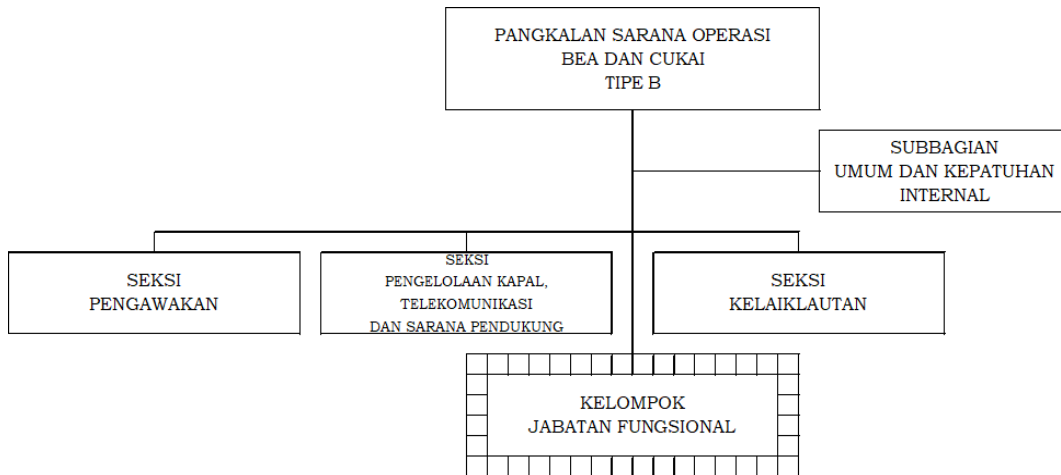 PANGKALAN SARANA OPERASI
BEA DAN CUKAI
TIPE B
SUBBAGIAN
UMUM DAN KEPATUHAN
INTERNAL
SEKSI
PENGAWAKAN
SEKSI
PENGELOLAAN KAPAL,
TELEKOMUNIKASI
DAN SARANA PENDUKUNG
SEKSI
KELAIKLAUTAN
KELOMPOK
JABATAN FUNGSIONAL